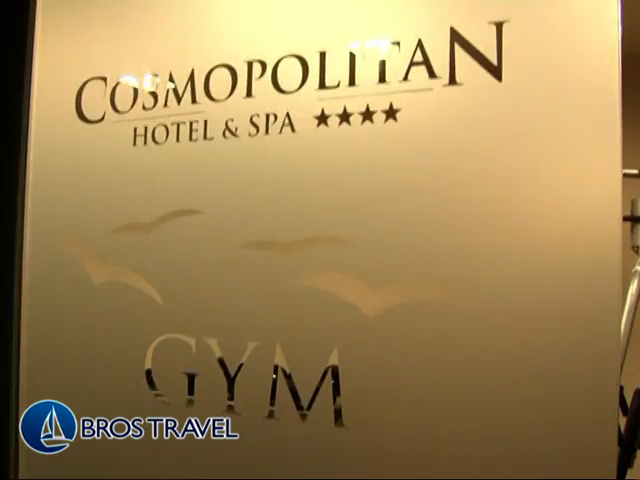 COSMOPOLITAN
HOTEL & SPA ★★★★
GYM
BROS TRAVEL